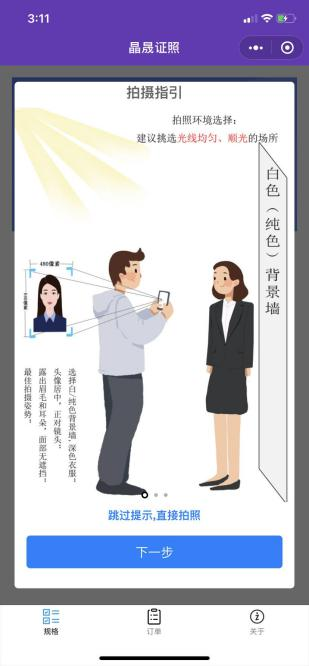 3:11
晶晟证照
拍摄指引
拍照环境选择：
建议挑选光线均匀、顺光的场所
白色（纯色）背景墙
480像素
最佳拍摄姿势：
露出眉毛和耳朵，面部无遮挡；
头像居中，正对镜头；
选择白/纯色背景墙，深色衣服；
跳过提示,直接拍照
下一步
规格
订单
关于